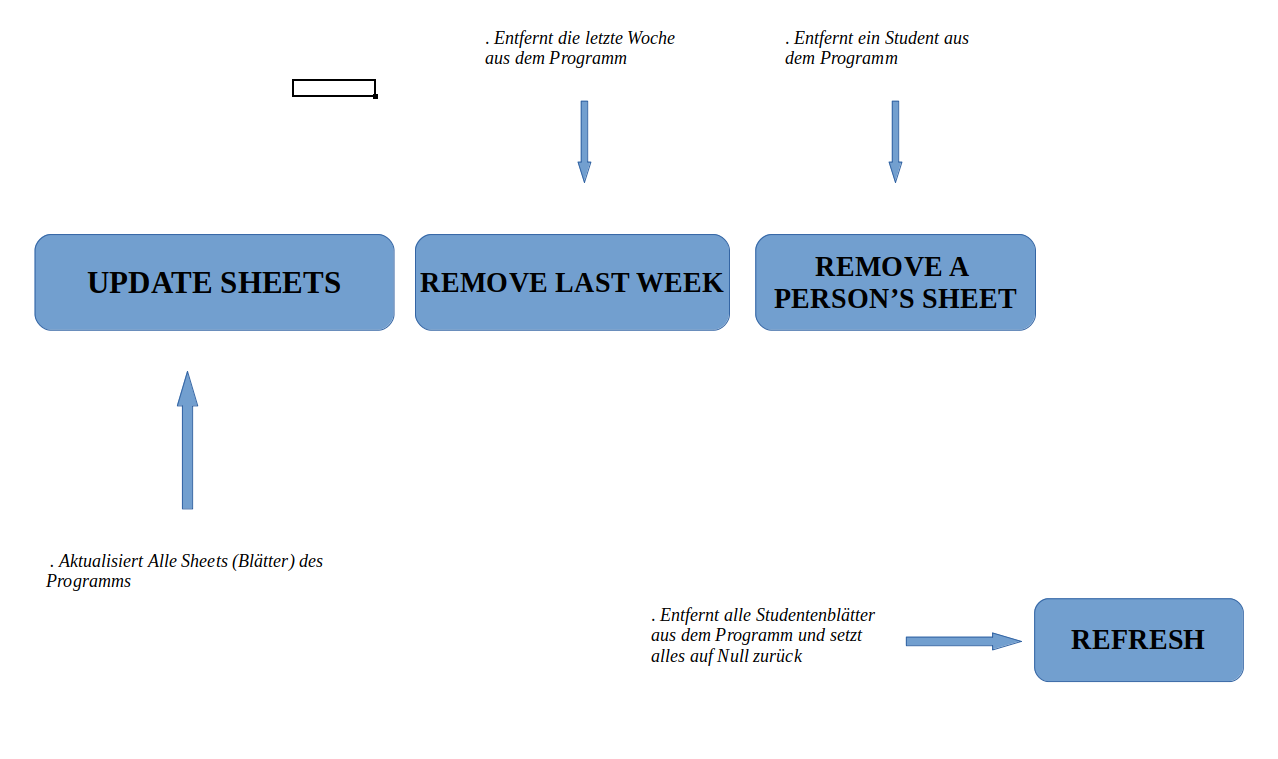 . Entfernt die letzte Woche
aus dem Programm
. Entfernt ein Student aus
dem Programm
UPDATE SHEETS
REMOVE LAST WEEK
REMOVE A
PERSON’S SHEET
. Aktualisiert Alle Sheets (Blätter) des
Programms
. Entfernt alle Studentenblätter
aus dem Programm und setzt
alles auf Null zurück
REFRESH